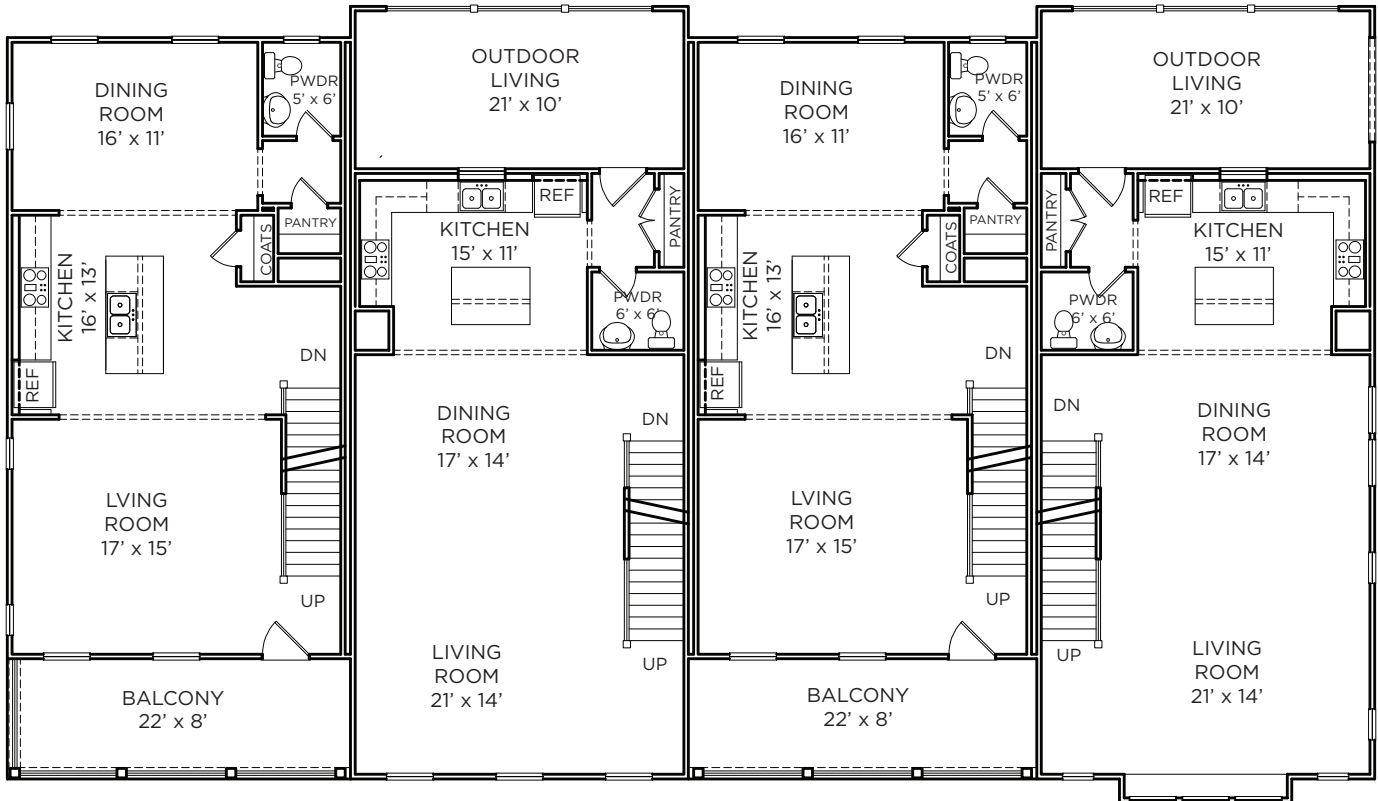 DINING
ROOM
16' x 11'
PWDR
5' x 6'
PANTRY
COATS
KITCHEN
16' x 13'
REF
DN
LVING
ROOM
17' x 15'
UP
BALCONY
22' x 8'
OUTDOOR
LIVING
21' x 10'
REF
KITCHEN
15' x 11'
PANTRY
PWDR
6' x 6'
DINING
ROOM
17' x 14'
DN
LIVING
ROOM
21' x 14'
UP
DINING
ROOM
16' x 11'
PWDR
5' x 6'
PANTRY
COATS
KITCHEN
16' x 13'
REF
DN
LVING
ROOM
17' x 15'
UP
BALCONY
22' x 8'
OUTDOOR
LIVING
21' x 10'
PANTRY
REF
KITCHEN
15' x 11'
PWDR
6' x 6'
DN
DINING
ROOM
17' x 14'
UP
LIVING
ROOM
21' x 14'